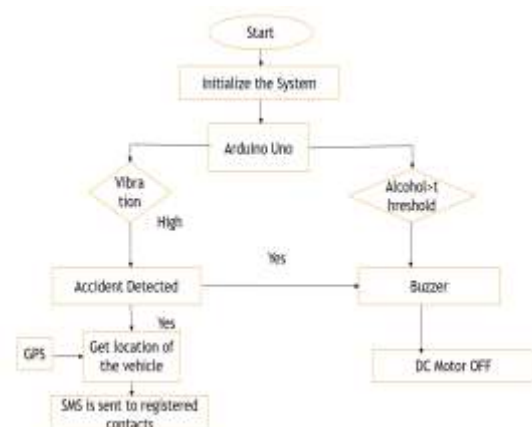 Start
Initialize the System
Arduino Uno
Vibra
tion
Alcohol>t
hreshold
High
Yes
Accident Detected
Buzzer
Yes
GPS
Get location of
the vehicle
DC Motor OFF
SMS is sent to registered
contacts